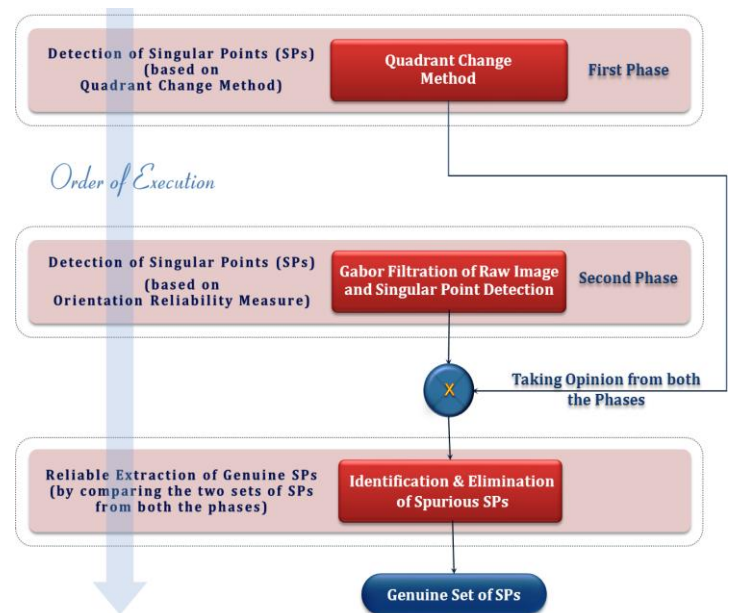 Detection of Singular Points (SPs)
(based on
Quadrant Change Method)
Quadrant Change
Method
First Phase
Order of Execution
Detection of Singular Points (SPs)
(based on
Orientation Reliability Measure)
Gabor Filtration of Raw Image
and Singular Point Detection
Second Phase
X
Taking Opinion from both
the Phases
Reliable Extraction of Genuine SPs
(by comparing the two sets of SPs
from both the phases)
Identification & Elimination
of Spurious SPs
Genuine Set of SPs